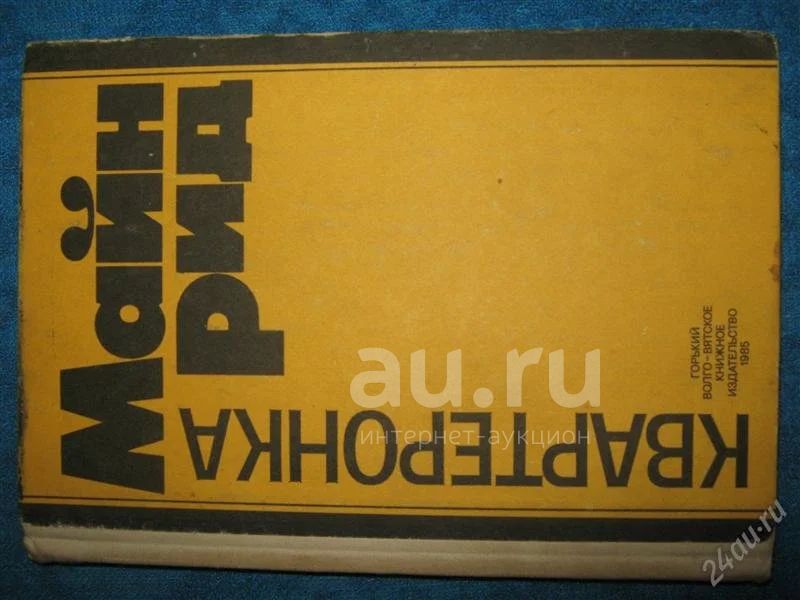 Майн
Рид
КВАРТЕРОНКА
ГОРЬКИЙ
ВОЛГО-ВЯТСКОЕ
КНИЖНОЕ
ИЗДАТЕЛЬСТВО
1985
au.ru
интернет-аукцион
24au.ru